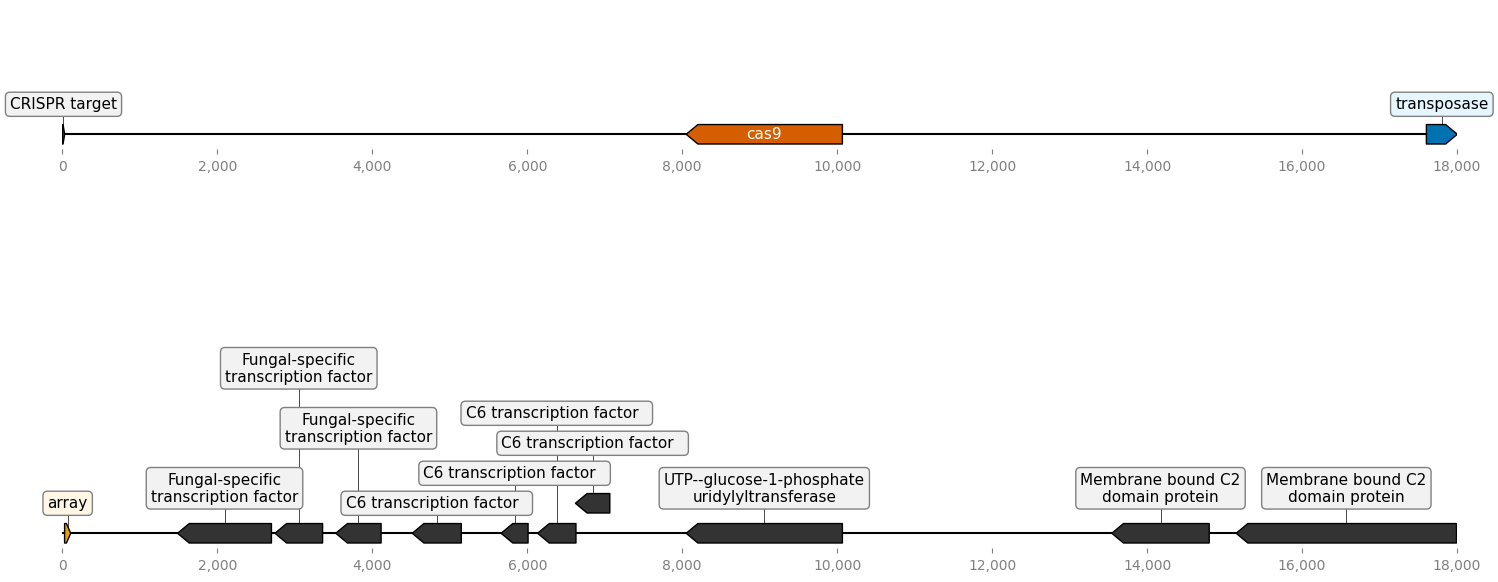 CRISPR target
transposase
cas9
0
2,000
4,000
6,000
8,000
10,000
12,000
14,000
16,000
18,000
Fungal-specific
transcription factor
Fungal-specific
transcription factor
C6 transcription factor
C6 transcription factor
C6 transcription factor
C6 transcription factor
Fungal-specific
transcription factor
array
UTP--glucose-1-phosphate
uridylyltransferase
Membrane bound C2
domain protein
Membrane bound C2
domain protein
0
2,000
4,000
6,000
8,000
10,000
12,000
14,000
16,000
18,000